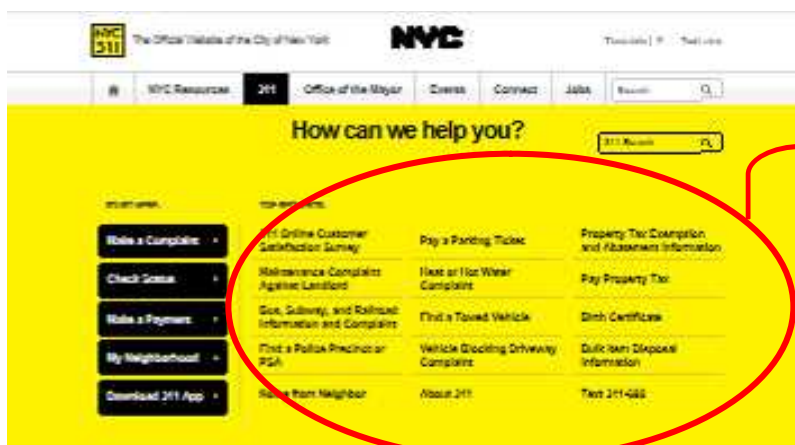 NYC
311
The Official Website of the City of New York
NYC
Text size
NYC Resources
311
Office of the Mayor
Events
Connect
Jobs
Search
How can we help you?
311 Search
Make a Complaint
Check Status
Make a Payment
My Neighborhood
Download 311 App
311 Online Customer
Satisfaction Survey
Pay a Parking Ticket
Property Tax Exemption
and Abatement Information
Maintenance Complaint
Against Landlord
Heat or Hot Water
Complaint
Pay Property Tax
Bus, Subway, and Railroad
Information and Complaint
Find a Towed Vehicle
Birth Certificate
Find a Police Precinct or
PSA
Vehicle Blocking Driveway
Complaint
Bulk Item Disposal
Information
Noise from Neighbor
About 311
Text 311-692